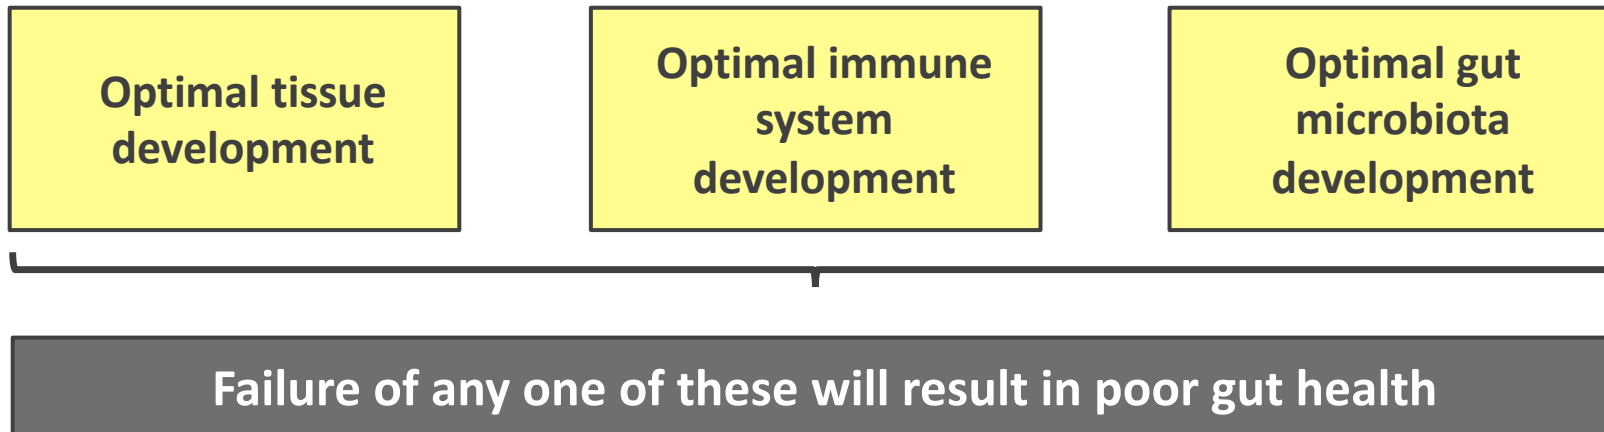 Optimal tissue
development
Optimal immune
system
development
Optimal gut
microbiota
development
Failure of any one of these will result in poor gut health